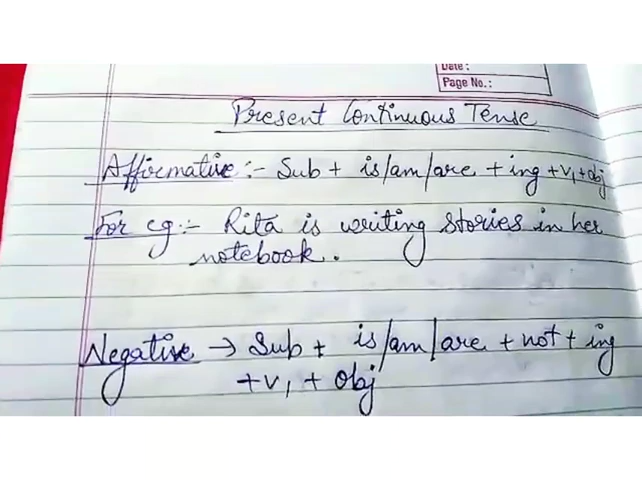 Date :
Page No. :
Present Continuous Tense
Affirmative :- Sub + is/am/are + ing + v1 + obj
For eg :- Rita is writing stories in her
notebook.
Negative → Sub + is/am/are + not + ing
+ v1 + obj